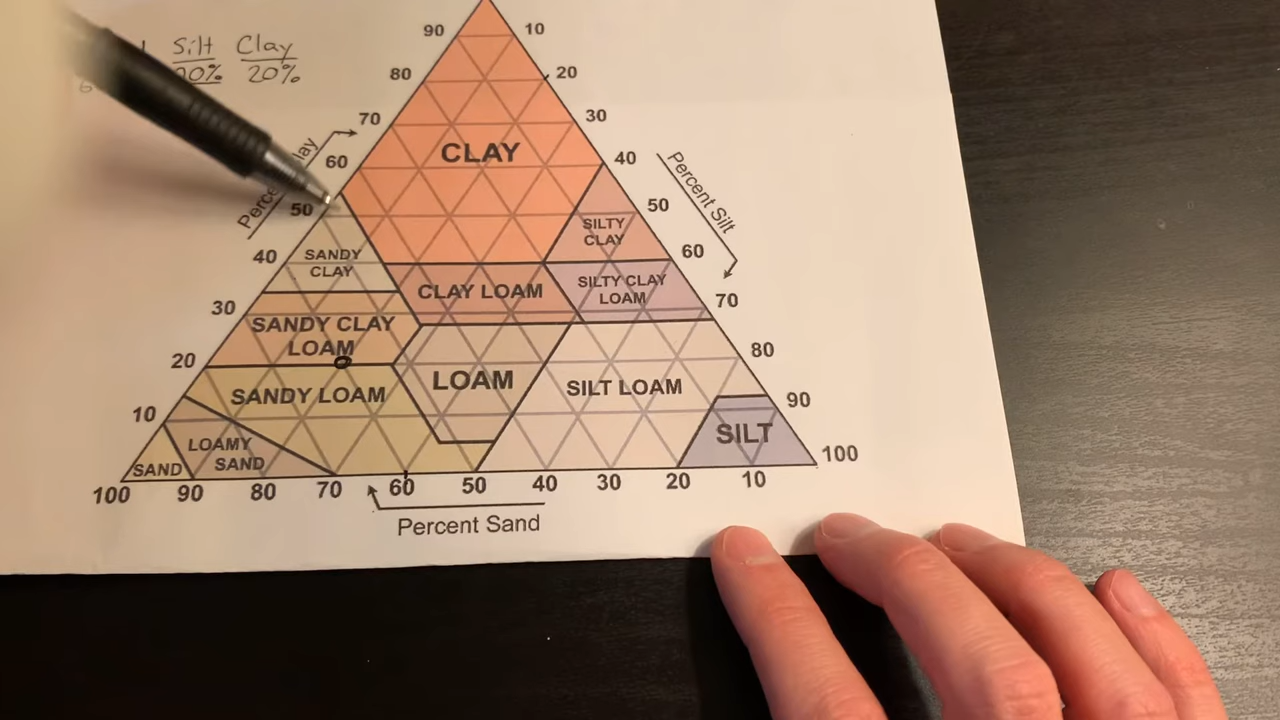 Silt Clay
20%
90 10
80 20
70 30
CLAY
60 40
50 50
SILTY
CLAY
Percent Silt
40 60
SANDY
CLAY
CLAY LOAM
SILTY CLAY
LOAM
30 70
SANDY CLAY
LOAM
20 80
SANDY LOAM
LOAM
SILT LOAM
10 90
SILT
LOAMY
SAND
SAND
100
100 90 80 70 60 50 40 30 20 10
Percent Sand